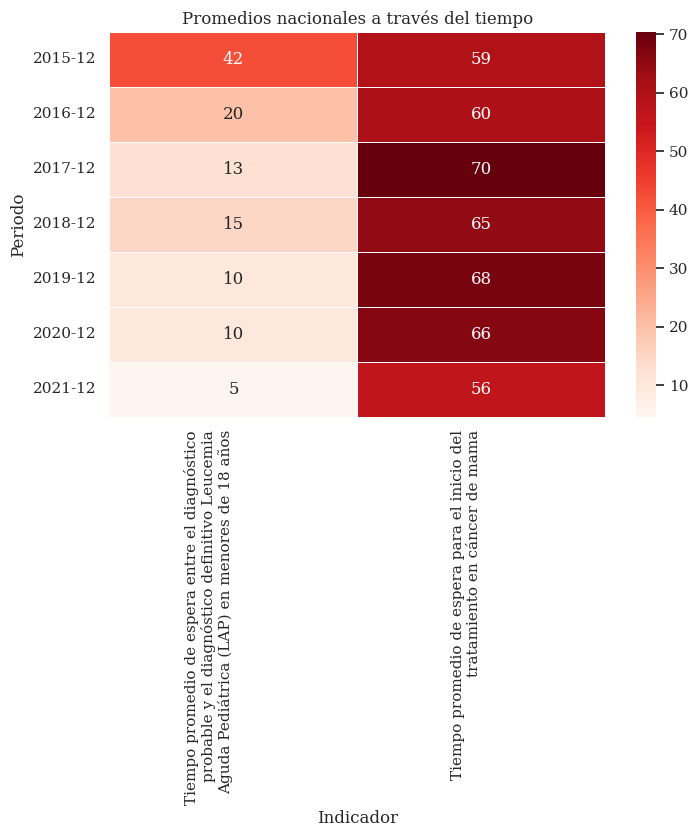 Promedios nacionales a través del tiempo
Periodo
2015-12 42 59
2016-12 20 60
2017-12 13 70
2018-12 15 65
2019-12 10 68
2020-12 10 66
2021-12 5 56
70
60
50
40
30
20
10
Tiempo promedio de espera entre el diagnóstico
probable y el diagnóstico definitivo Leucemia
Aguda Pediátrica (LAP) en menores de 18 años
Tiempo promedio de espera para el inicio del
tratamiento en cáncer de mama
Indicador